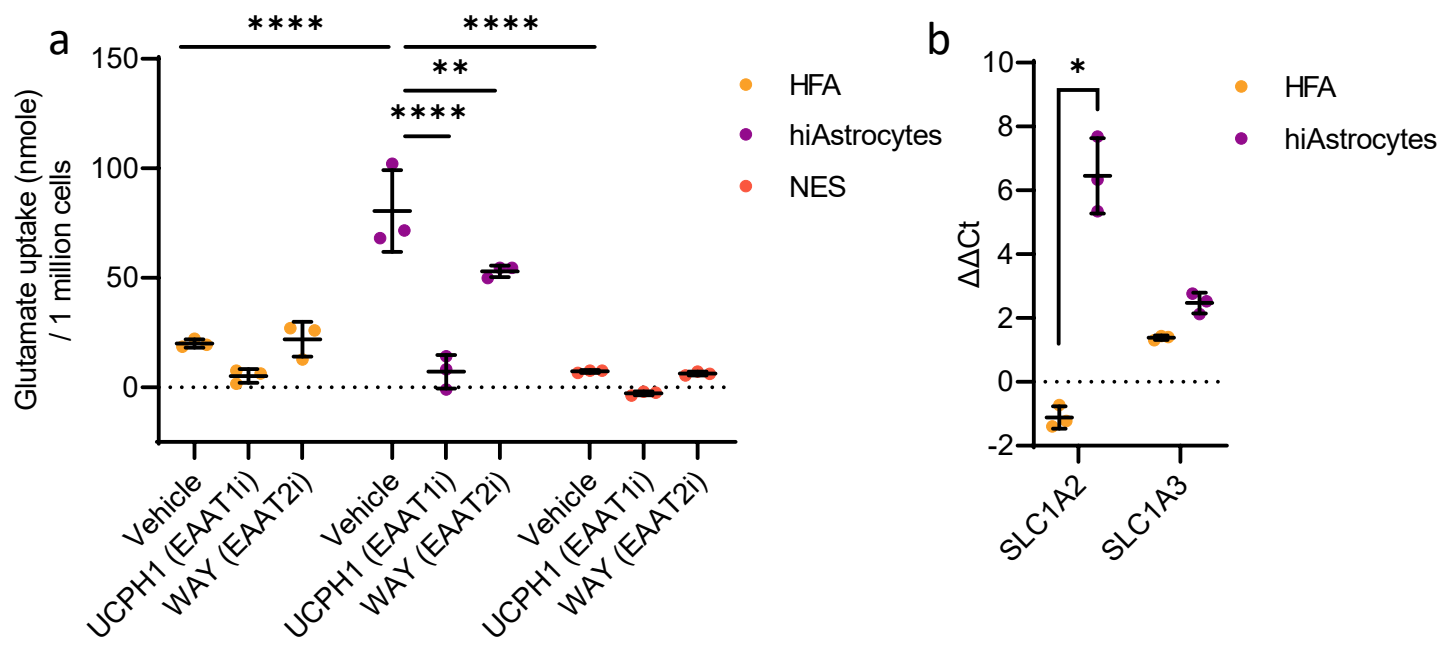 a
****
****
**
****
150
100
50
0
Glutamate uptake (nmole)
/ 1 million cells
Vehicle
UCPH1 (EAAT1i)
WAY (EAAT2i)
Vehicle
UCPH1 (EAAT1i)
WAY (EAAT2i)
Vehicle
UCPH1 (EAAT1i)
WAY (EAAT2i)
HFA
hiAstrocytes
NES
b
*
10
8
6
4
2
0
-2
ΔΔCt
SLC1A2
SLC1A3
HFA
hiAstrocytes